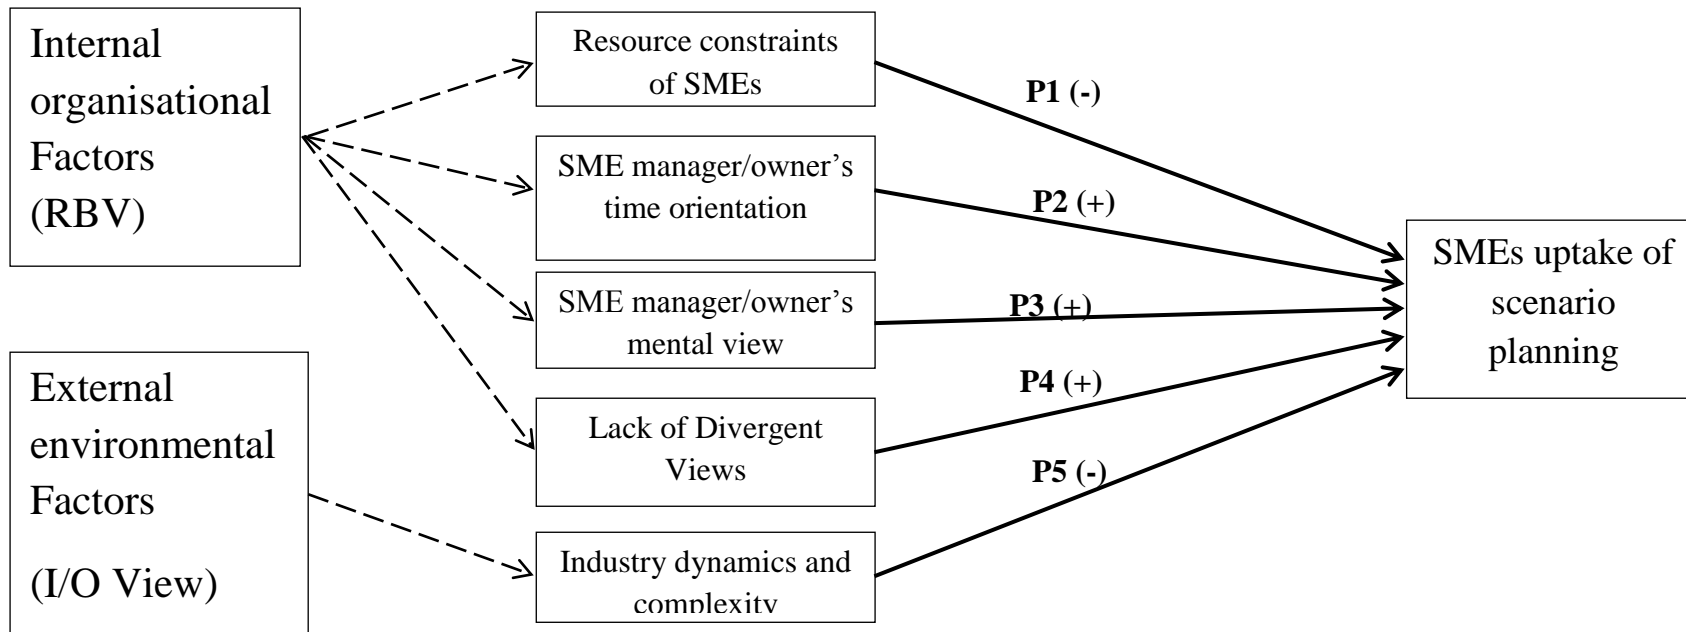 Internal
organisational
Factors
(RBV)
External
environmental
Factors
(I/O View)
Resource constraints
of SMEs
SME manager/owner’s
time orientation
SME manager/owner’s
mental view
Lack of Divergent
Views
Industry dynamics and
complexity
P1 (-)
P2 (+)
P3 (+)
P4 (+)
P5 (-)
SMEs uptake of
scenario
planning